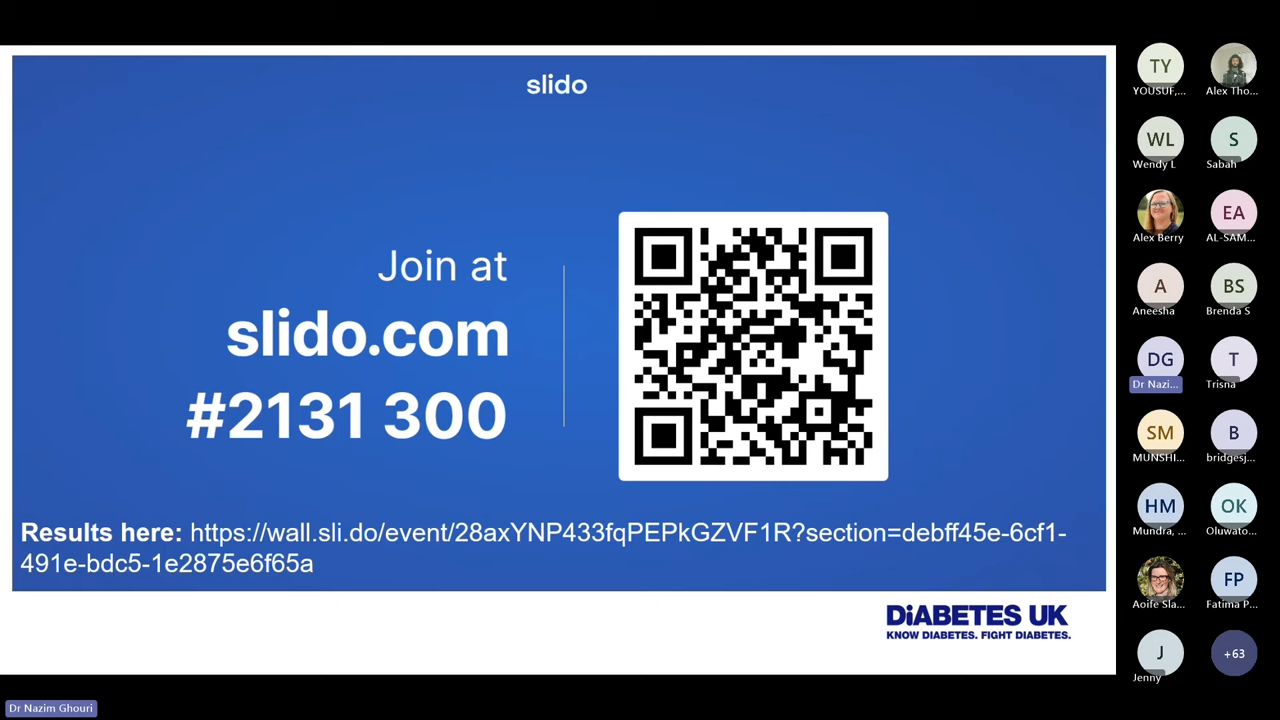 slido
Join at
slido.com
#2131 300
Results here: https://wall.sli.do/event/28axYNP433fqPEPkGZVF1R?section=debff45e-6cf1-
491e-bdc5-1e2875e6f65a
DiABETES UK
KNOW DIABETES. FIGHT DIABETES.
TY
YOUSUF,...
Alex Tho...
WL
Wendy L
S
Sabah
Alex Berry
EA
AL-SAM...
A
Aneesha
BS
Brenda S
DG
Dr Nazi...
T
Trisna
SM
MUNSHI...
B
bridgesj...
HM
Mundra, ...
OK
Oluwato...
Aoife Sla...
FP
Fatima P...
J
Jenny
+63
Dr Nazim Ghouri